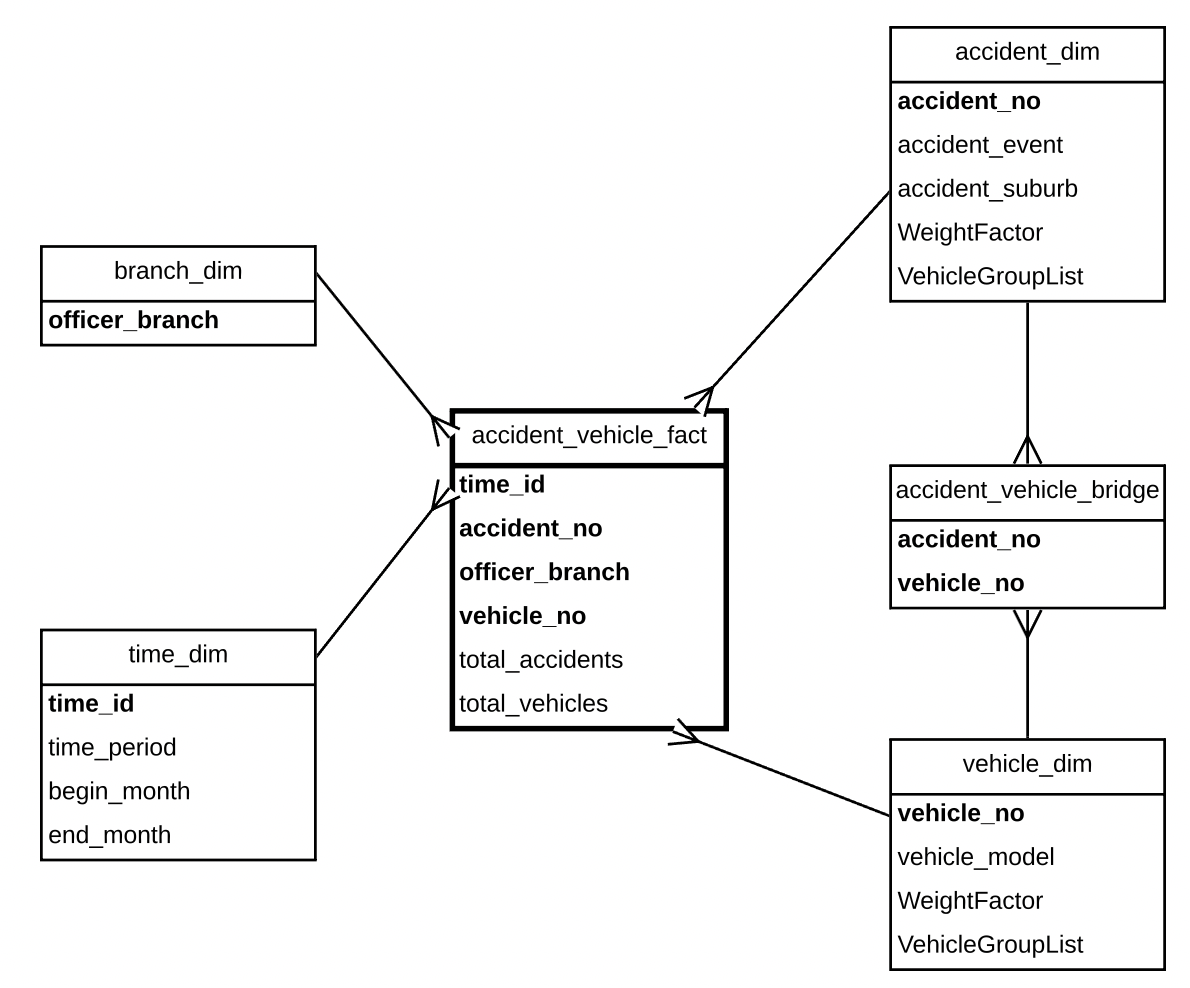 accident_dim
accident_no
accident_event
accident_suburb
WeightFactor
VehicleGroupList
branch_dim
officer_branch
accident_vehicle_fact
time_id
accident_no
officer_branch
vehicle_no
total_accidents
total_vehicles
accident_vehicle_bridge
accident_no
vehicle_no
time_dim
time_id
time_period
begin_month
end_month
vehicle_dim
vehicle_no
vehicle_model
WeightFactor
VehicleGroupList